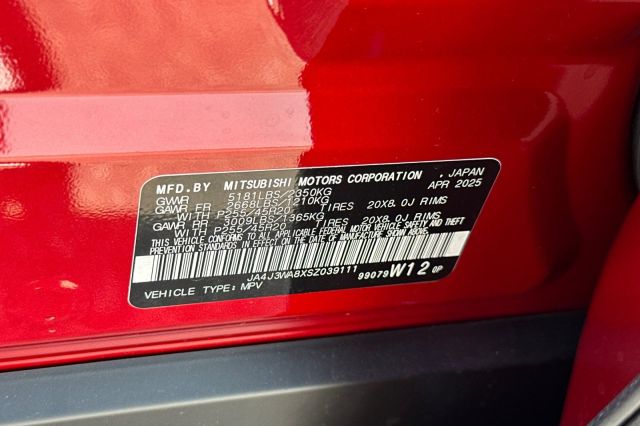 MFD.BY MITSUBISHI MOTORS CORPORATION , JAPAN
GVWR 5181LBS/2350KG APR 2025
GAWR FR 2668LBS/1210KG
WITH P255/45R20 TIRES 20X8.0J RIMS
GAWR RR 3009LBS/1365KG
WITH P255/45R20 TIRES 20X8.0J RIMS
THIS VEHICLE CONFORMS TO ALL APPLICABLE FEDERAL MOTOR VEHICLE SAFETY AND THEFT
PREVENTION STANDARDS IN EFFECT ON THE DATE OF MANUFACTURE SHOWN ABOVE.
JA4J3WA8XSZ039111
99079 W12 0P
VEHICLE TYPE: MPV